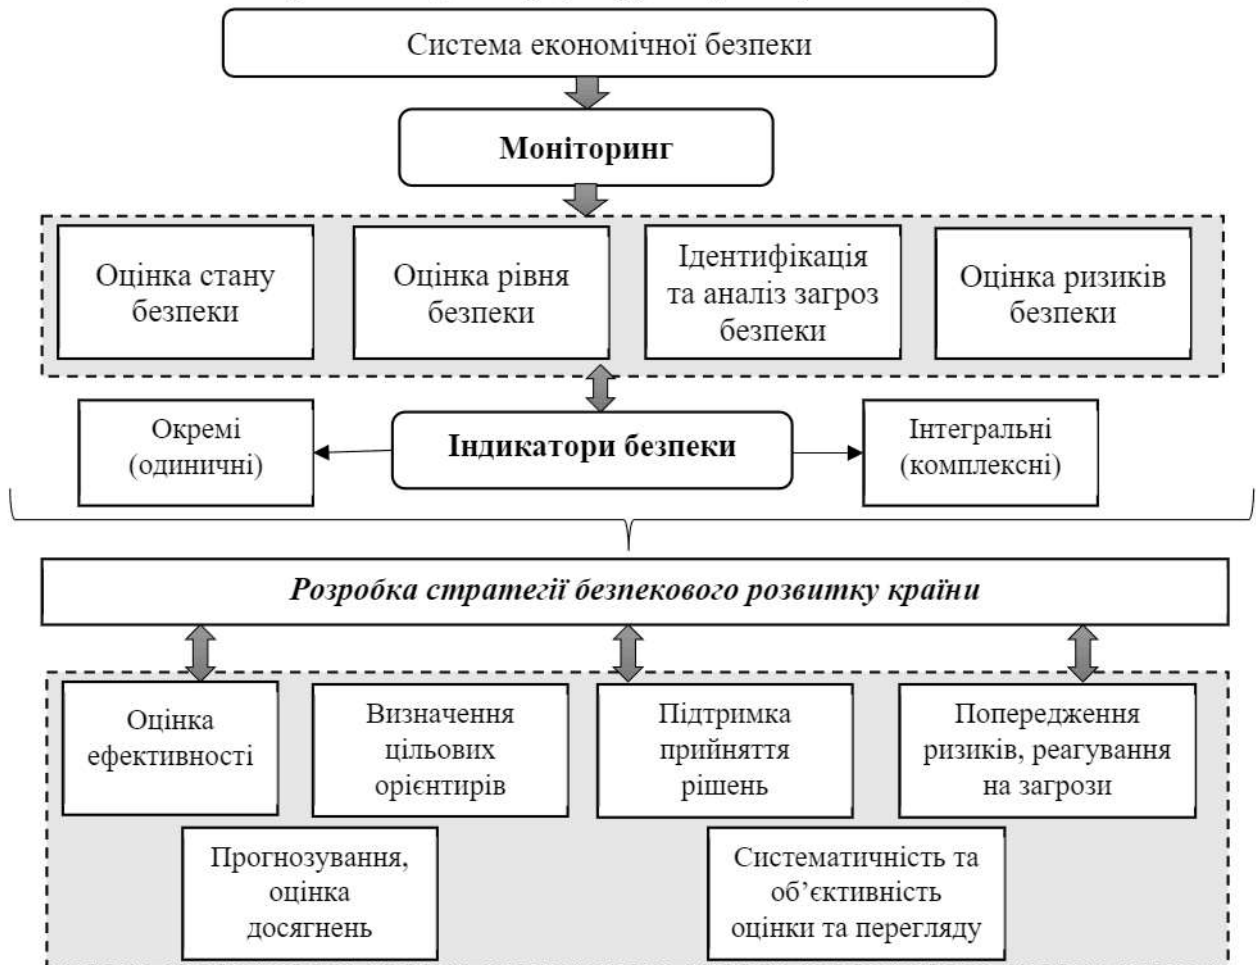 Система економічної безпеки
Моніторинг
Оцінка стану
безпеки
Оцінка рівня
безпеки
Ідентифікація
та аналіз загроз
безпеки
Оцінка ризиків
безпеки
Окремі
(одиничні)
Індикатори безпеки
Інтегральні
(комплексні)
Розробка стратегії безпекового розвитку країни
Оцінка
ефективності
Визначення
цільових
орієнтирів
Підтримка
прийняття
рішень
Попередження
ризиків, реагування
на загрози
Прогнозування,
оцінка
досягнень
Систематичність та
об’єктивність
оцінки та перегляду